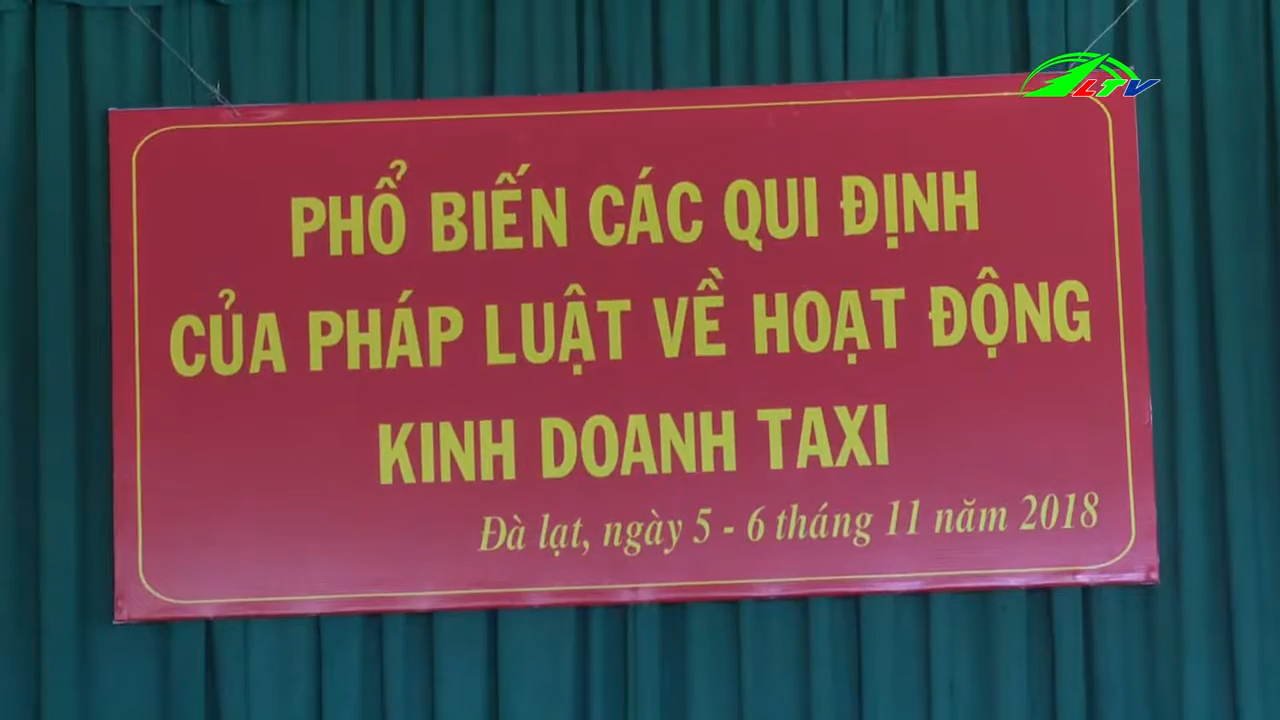 LTV
PHỔ BIẾN CÁC QUI ĐỊNH
CỦA PHÁP LUẬT VỀ HOẠT ĐỘNG
KINH DOANH TAXI
Đà lạt, ngày 5 - 6 tháng 11 năm 2018